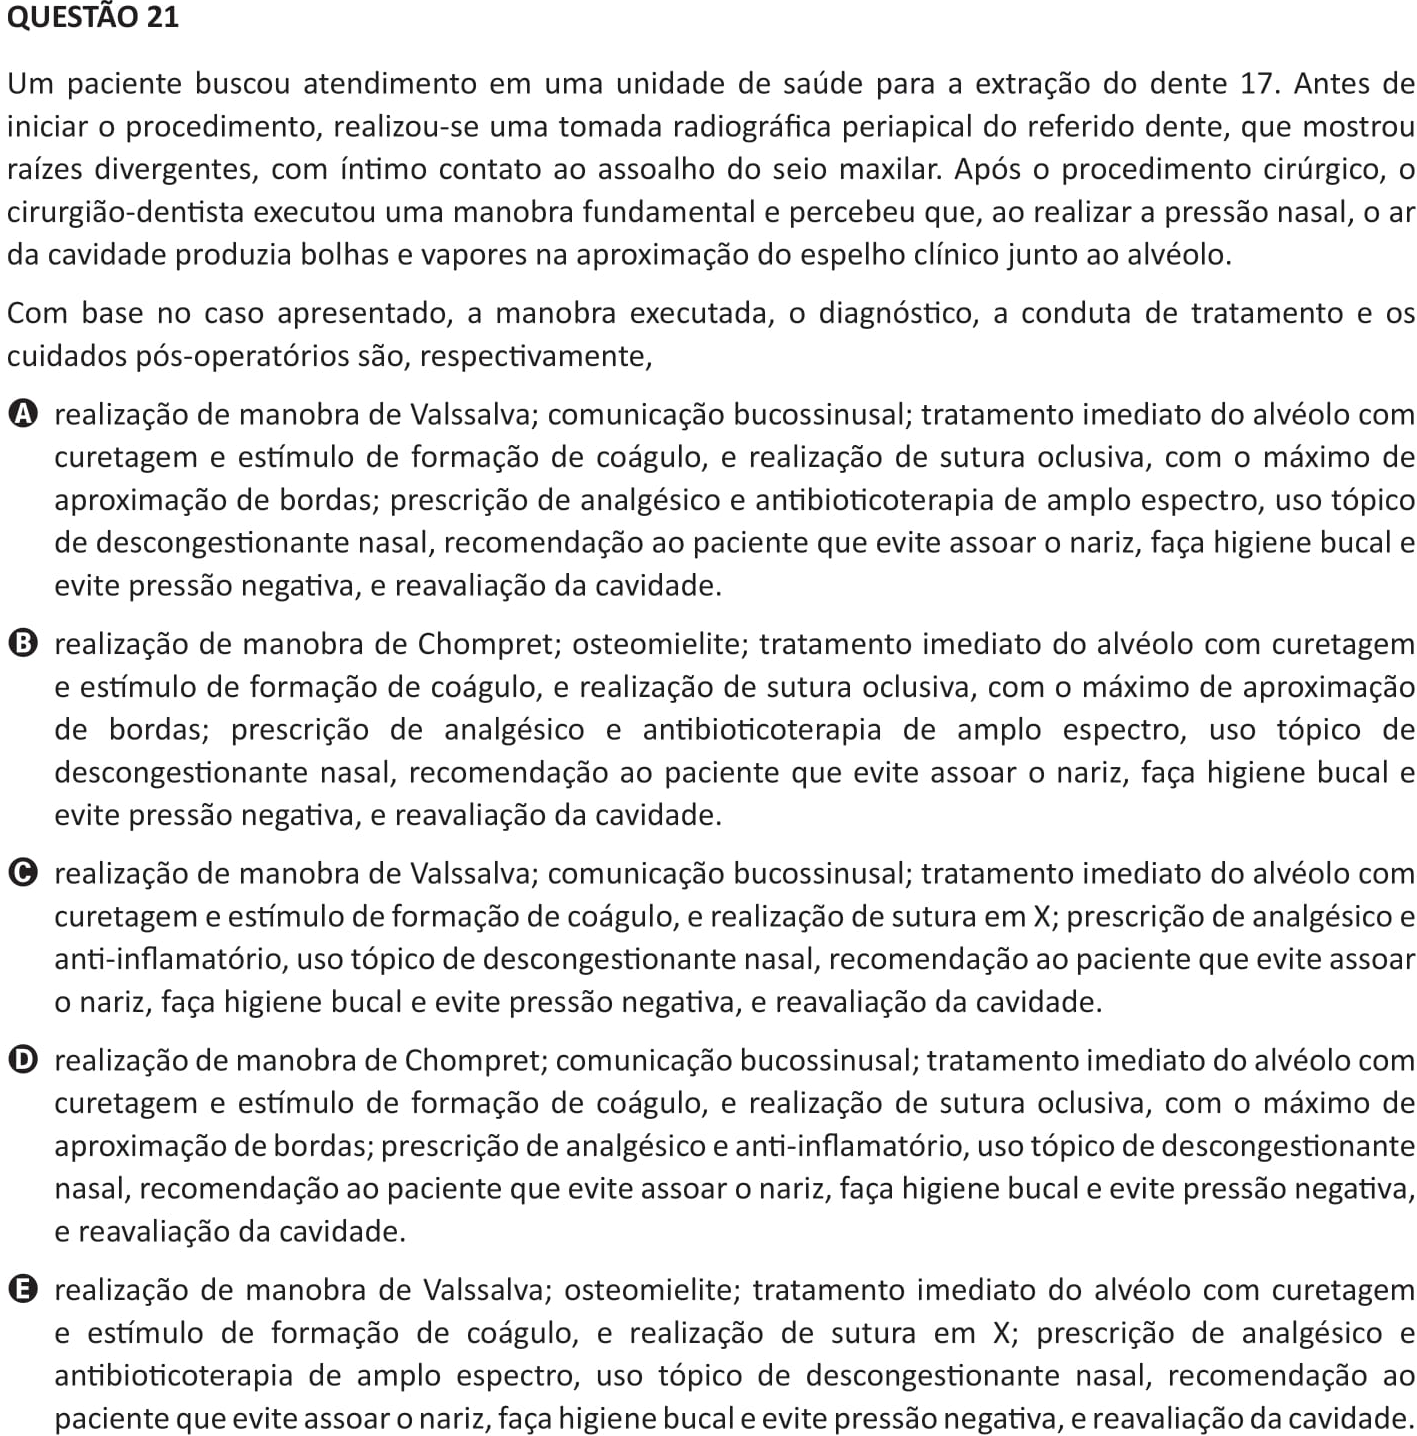 QUESTÃO 21
Um paciente buscou atendimento em uma unidade de saúde para a extração do dente 17. Antes de
iniciar o procedimento, realizou-se uma tomada radiográfica periapical do referido dente, que mostrou
raízes divergentes, com íntimo contato ao assoalho do seio maxilar. Após o procedimento cirúrgico, o
cirurgião-dentista executou uma manobra fundamental e percebeu que, ao realizar a pressão nasal, o ar
da cavidade produzia bolhas e vapores na aproximação do espelho clínico junto ao alvéolo.
Com base no caso apresentado, a manobra executada, o diagnóstico, a conduta de tratamento e os
cuidados pós-operatórios são, respectivamente,
A realização de manobra de Valssalva; comunicação bucossinusal; tratamento imediato do alvéolo com
curetagem e estímulo de formação de coágulo, e realização de sutura oclusiva, com o máximo de
aproximação de bordas; prescrição de analgésico e antibioticoterapia de amplo espectro, uso tópico
de descongestionante nasal, recomendação ao paciente que evite assoar o nariz, faça higiene bucal e
evite pressão negativa, e reavaliação da cavidade.
B realização de manobra de Chompret; osteomielite; tratamento imediato do alvéolo com curetagem
e estímulo de formação de coágulo, e realização de sutura oclusiva, com o máximo de aproximação
de bordas; prescrição de analgésico e antibioticoterapia de amplo espectro, uso tópico de
descongestionante nasal, recomendação ao paciente que evite assoar o nariz, faça higiene bucal e
evite pressão negativa, e reavaliação da cavidade.
C realização de manobra de Valssalva; comunicação bucossinusal; tratamento imediato do alvéolo com
curetagem e estímulo de formação de coágulo, e realização de sutura em X; prescrição de analgésico e
anti-inflamatório, uso tópico de descongestionante nasal, recomendação ao paciente que evite assoar
o nariz, faça higiene bucal e evite pressão negativa, e reavaliação da cavidade.
D realização de manobra de Chompret; comunicação bucossinusal; tratamento imediato do alvéolo com
curetagem e estímulo de formação de coágulo, e realização de sutura oclusiva, com o máximo de
aproximação de bordas; prescrição de analgésico e anti-inflamatório, uso tópico de descongestionante
nasal, recomendação ao paciente que evite assoar o nariz, faça higiene bucal e evite pressão negativa,
e reavaliação da cavidade.
E realização de manobra de Valssalva; osteomielite; tratamento imediato do alvéolo com curetagem
e estímulo de formação de coágulo, e realização de sutura em X; prescrição de analgésico e
antibioticoterapia de amplo espectro, uso tópico de descongestionante nasal, recomendação ao
paciente que evite assoar o nariz, faça higiene bucal e evite pressão negativa, e reavaliação da cavidade.